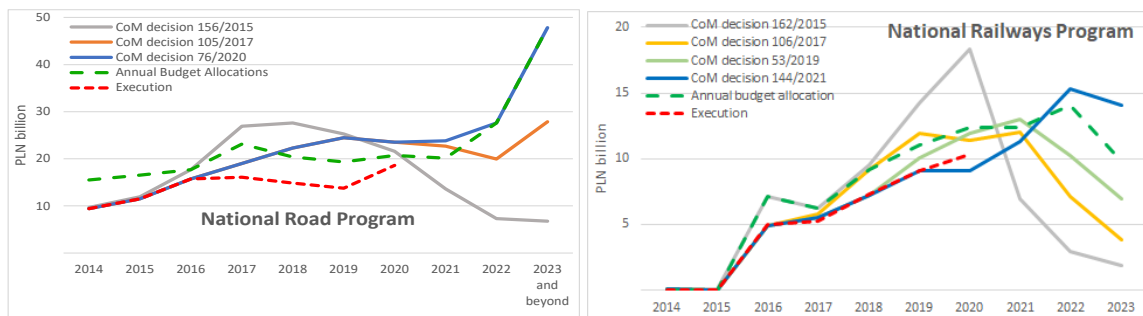 50
40
30
20
10
PLN billion
CoM decision 156/2015
CoM decision 105/2017
CoM decision 76/2020
Annual Budget Allocations
Execution
National Road Program
2014 2015 2016 2017 2018 2019 2020 2021 2022 2023
and
beyond
20
15
10
5
PLN billion
CoM decision 162/2015
CoM decision 106/2017
CoM decision 53/2019
CoM decision 144/2021
Annual budget allocation
Execution
National Railways Program
2014 2015 2016 2017 2018 2019 2020 2021 2022 2023